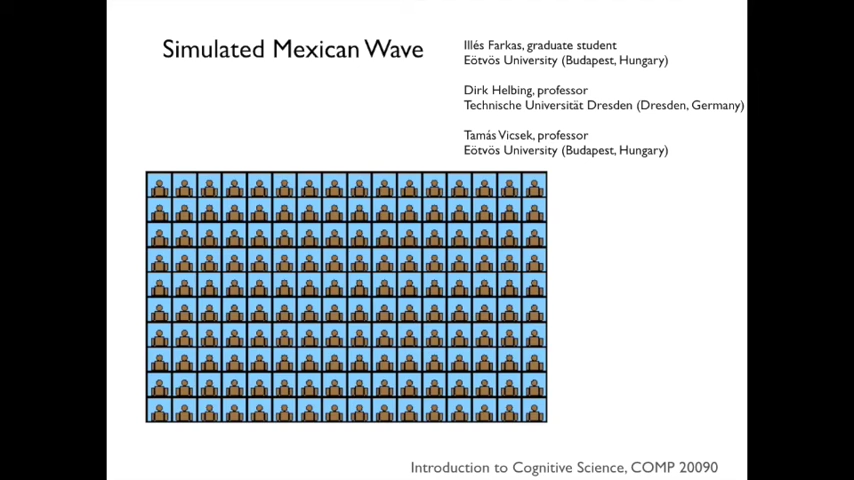 Simulated Mexican Wave
Illés Farkas, graduate student
Eötvös University (Budapest, Hungary)
Dirk Helbing, professor
Technische Universität Dresden (Dresden, Germany)
Tamás Vicsek, professor
Eötvös University (Budapest, Hungary)
Introduction to Cognitive Science, COMP 20090